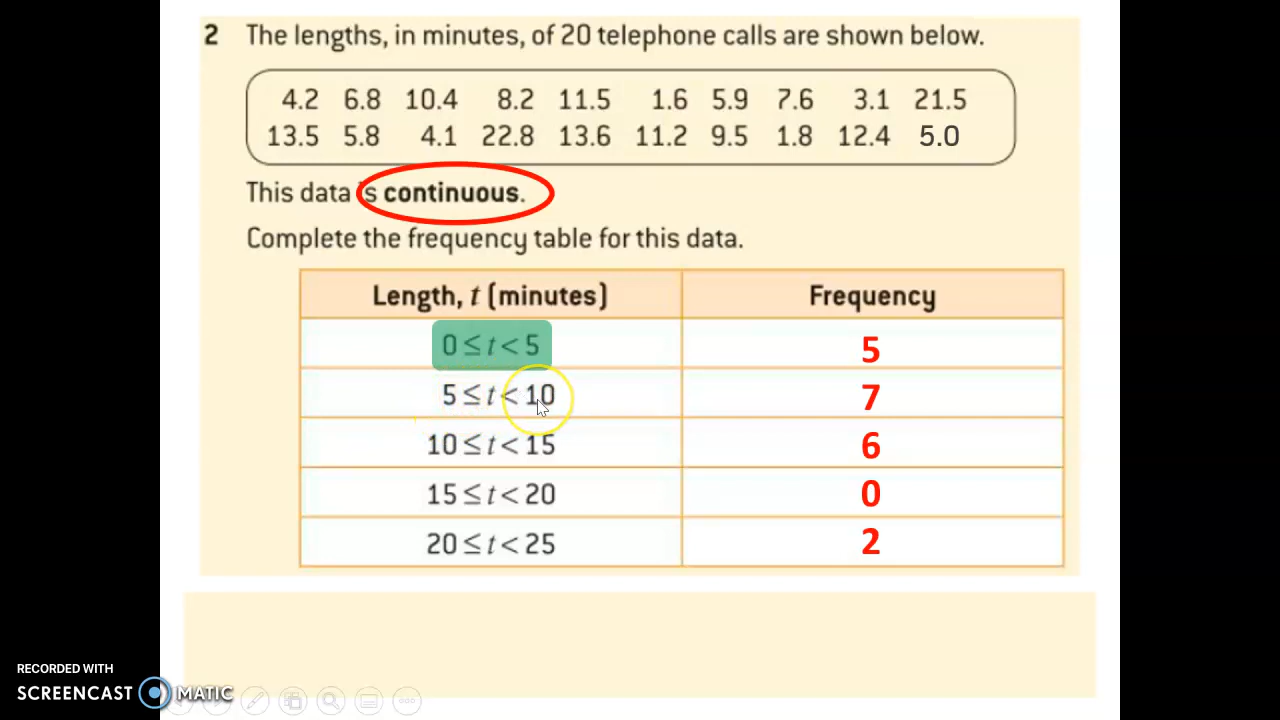 2 The lengths, in minutes, of 20 telephone calls are shown below.
4.2 6.8 10.4 8.2 11.5 1.6 5.9 7.6 3.1 21.5
13.5 5.8 4.1 22.8 13.6 11.2 9.5 1.8 12.4 5.0
This data is continuous.
Complete the frequency table for this data.
Length, t (minutes) Frequency
0 ≤ t < 5 5
5 ≤ t < 10 7
10 ≤ t < 15 6
15 ≤ t < 20 0
20 ≤ t < 25 2
RECORDED WITH
SCREENCAST MATIC